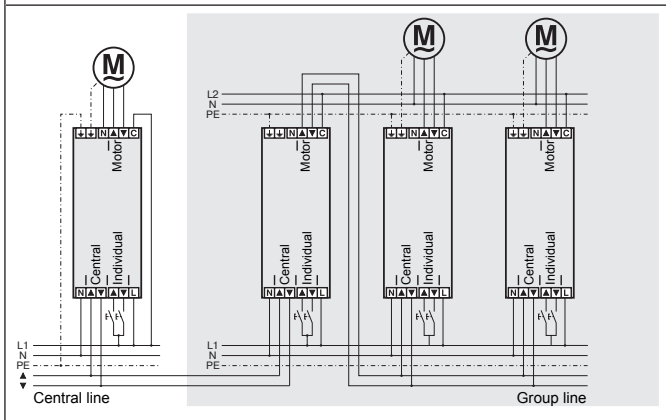 M
M
M
L2
N
PE
N ▲ ▼ C
N ▲ ▼ C
N ▲ ▼ C
N ▲ ▼ C
Motor
Motor
Motor
Motor
Central
Individual
Central
Individual
Central
Individual
Central
Individual
N ▲ ▼ ▲ ▼ L
N ▲ ▼ ▲ ▼ L
N ▲ ▼ ▲ ▼ L
N ▲ ▼ ▲ ▼ L
L1
N
PE
▲
▼
L1
N
PE
Central line
Group line